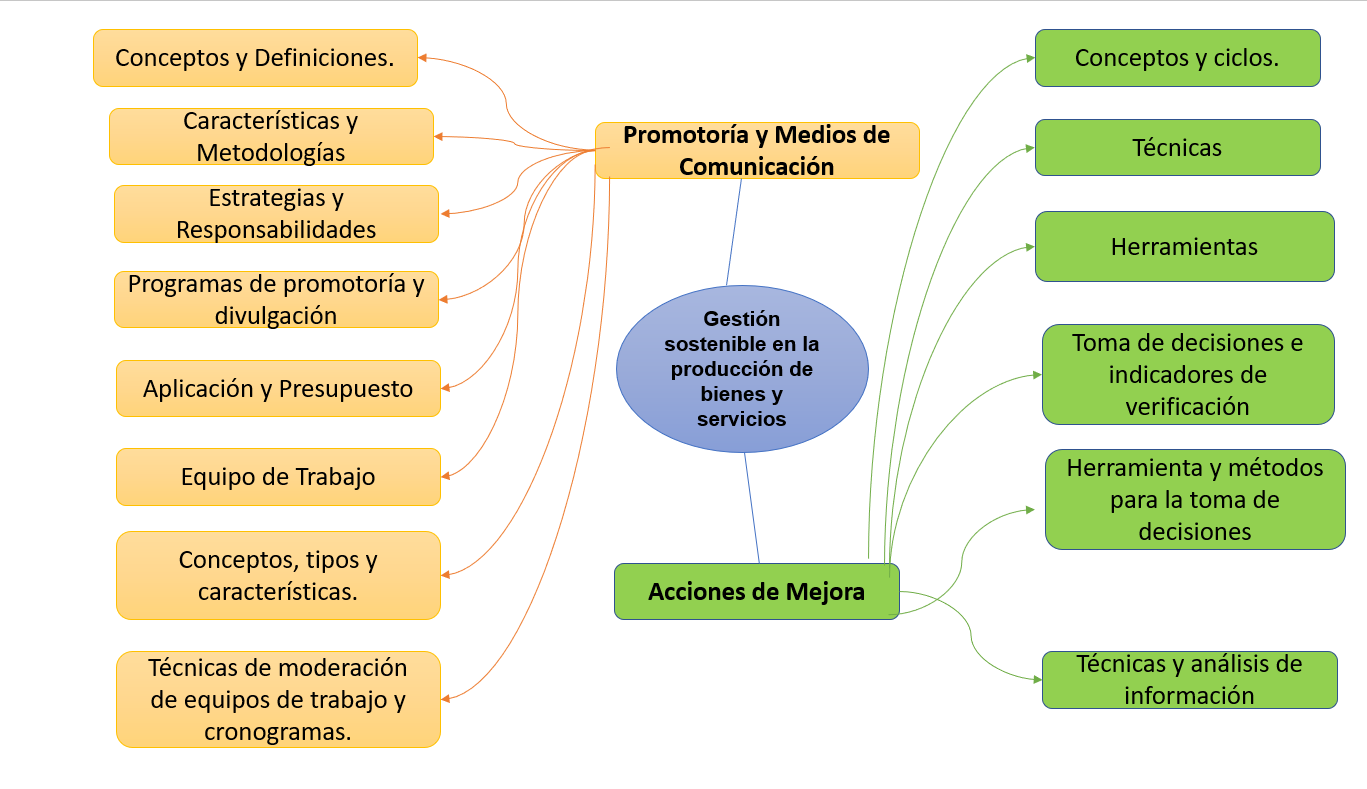 Conceptos y Definiciones.
Características y
Metodologías
Estrategias y
Responsabilidades
Programas de promotoría y
divulgación
Aplicación y Presupuesto
Equipo de Trabajo
Conceptos, tipos y
características.
Técnicas de moderación
de equipos de trabajo y
cronogramas.
Promotoría y Medios de
Comunicación
Gestión
sostenible en la
producción de
bienes y
servicios
Acciones de Mejora
Conceptos y ciclos.
Técnicas
Herramientas
Toma de decisiones e
indicadores de
verificación
Herramienta y métodos
para la toma de
decisiones
Técnicas y análisis de
información